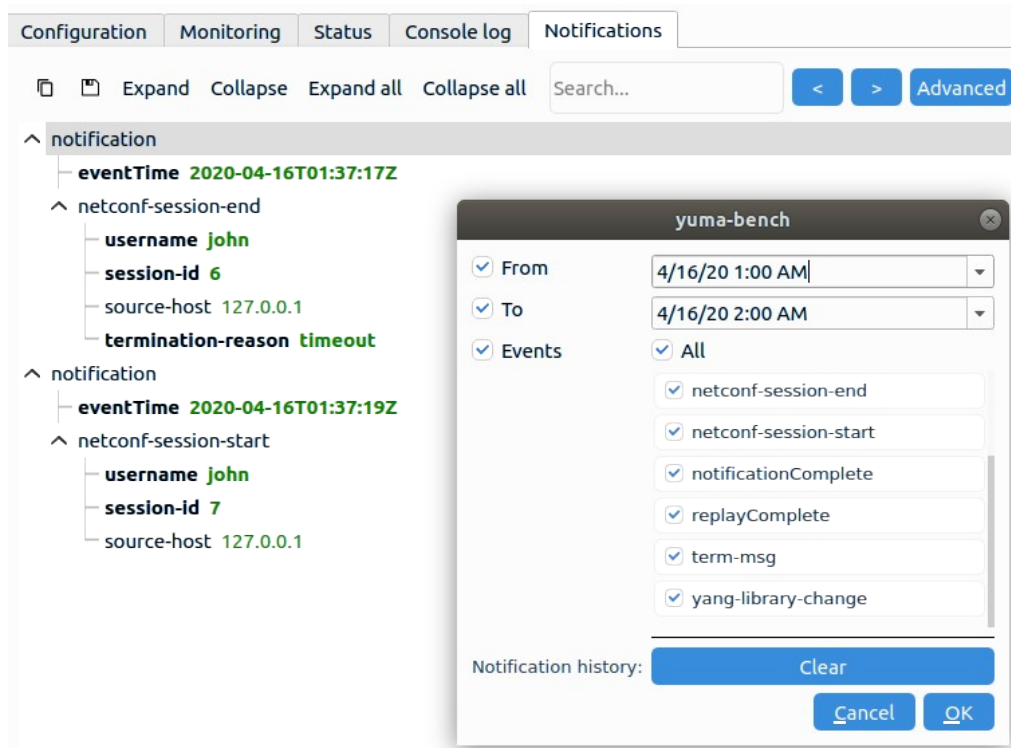 Configuration Monitoring Status Console log Notifications
Expand Collapse Expand all Collapse all Search... < > Advanced
notification
eventTime 2020-04-16T01:37:17Z
netconf-session-end
username john
session-id 6
source-host 127.0.0.1
termination-reason timeout
notification
eventTime 2020-04-16T01:37:19Z
netconf-session-start
username john
session-id 7
source-host 127.0.0.1
yuma-bench
From 4/16/20 1:00 AM
To 4/16/20 2:00 AM
Events All
netconf-session-end
netconf-session-start
notificationComplete
replayComplete
term-msg
yang-library-change
Notification history: Clear
Cancel OK